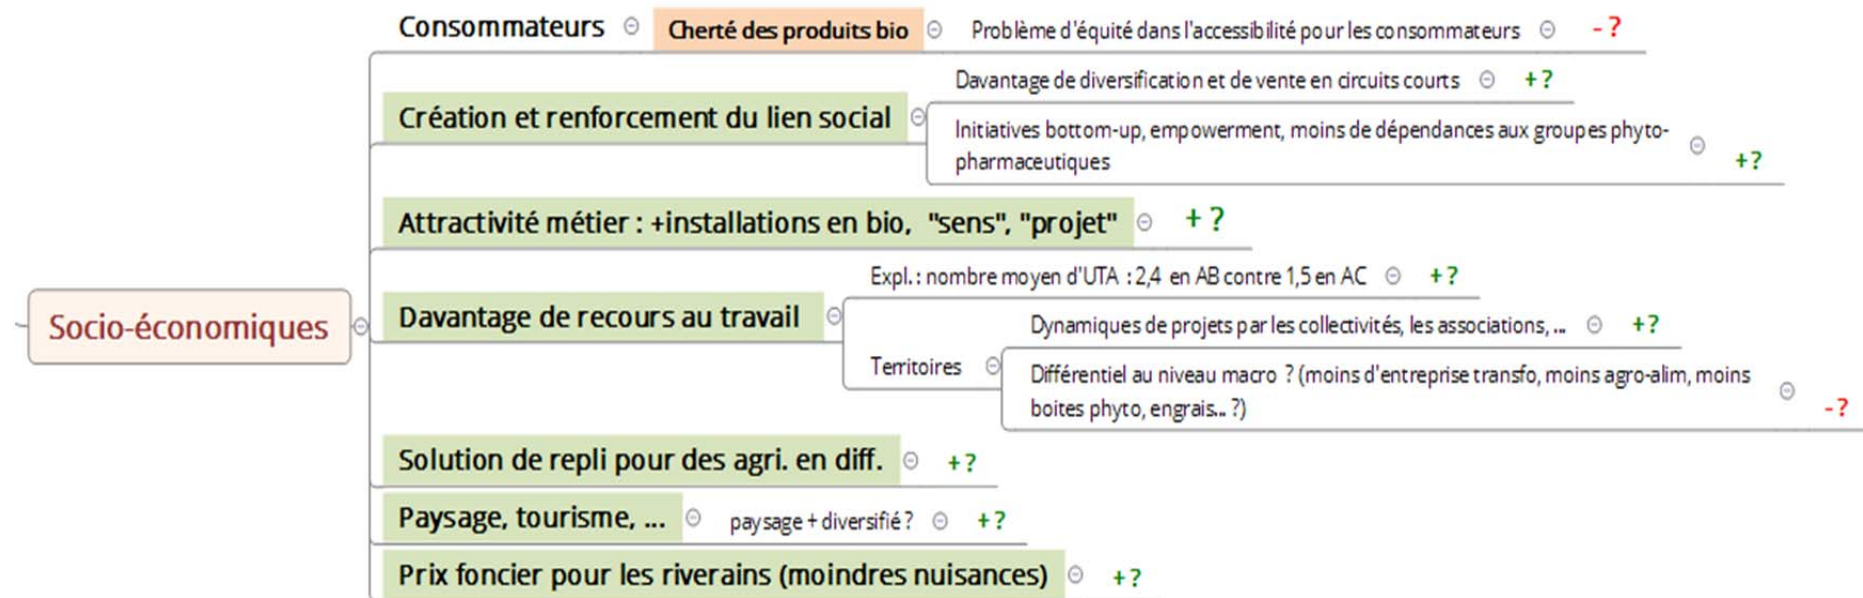 Consommateurs
Cherté des produits bio
Problème d'équité dans l'accessibilité pour les consommateurs
- ?
Davantage de diversification et de vente en circuits courts
+ ?
Création et renforcement du lien social
Initiatives bottom-up, empowerment, moins de dépendances aux groupes phyto-
pharmaceutiques
+ ?
Attractivité métier : +installations en bio, "sens", "projet"
+ ?
Socio-économiques
Davantage de recours au travail
Expl. : nombre moyen d'UTA : 2,4 en AB contre 1,5 en AC
+ ?
Territoires
Dynamiques de projets par les collectivités, les associations, ...
+ ?
Différentiel au niveau macro ? (moins d'entreprise transfo, moins agro-alim, moins
boites phyto, engrais... ?)
- ?
Solution de repli pour des agri. en diff.
+ ?
Paysage, tourisme, ...
paysage + diversifié ?
+ ?
Prix foncier pour les riverains (moindres nuisances)
+ ?